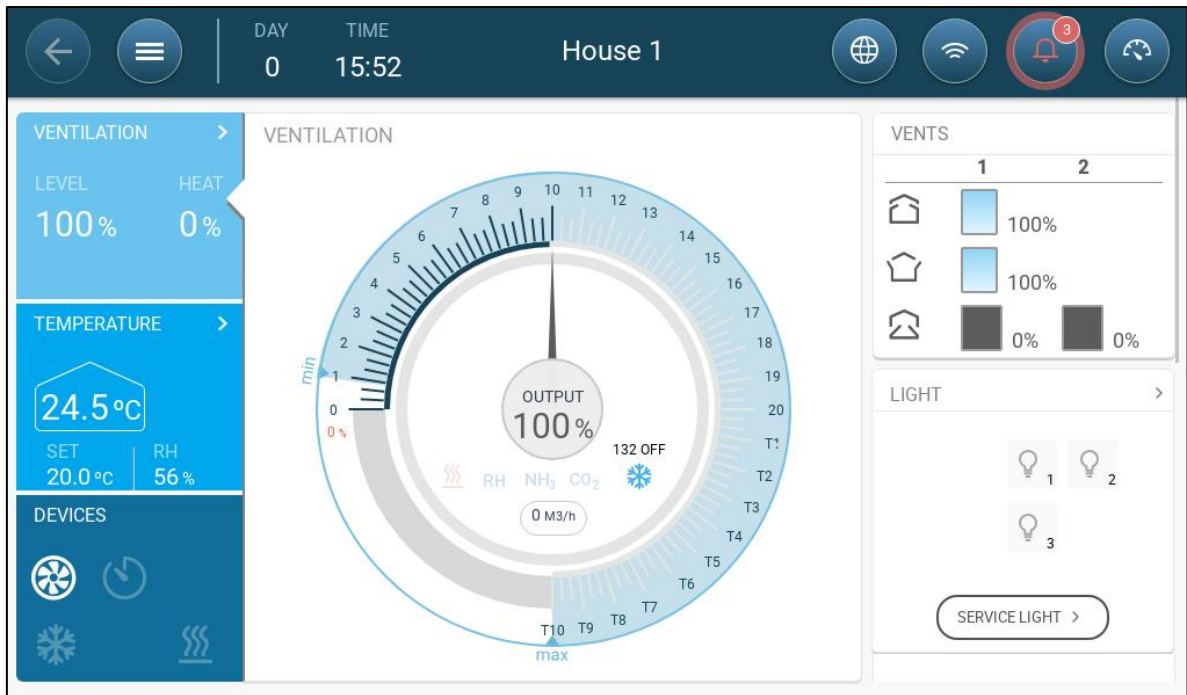 DAY TIME
0 15:52
House 1
3
VENTILATION >
LEVEL HEAT
100 % 0 %
TEMPERATURE >
24.5 ºC
SET RH
20.0 ºC 56 %
DEVICES
VENTILATION
min
0 %
0
1
2
3
4
5
6
7
8
9
10
11
12
13
14
15
16
17
18
19
20
T1
T2
T3
T4
T5
T6
T7
T8
T9
T10
max
OUTPUT
100 %
132 OFF
RH NH₃ CO₂
0 M3/h
VENTS
1 2
100%
100%
0% 0%
LIGHT >
1 2
3
SERVICE LIGHT >